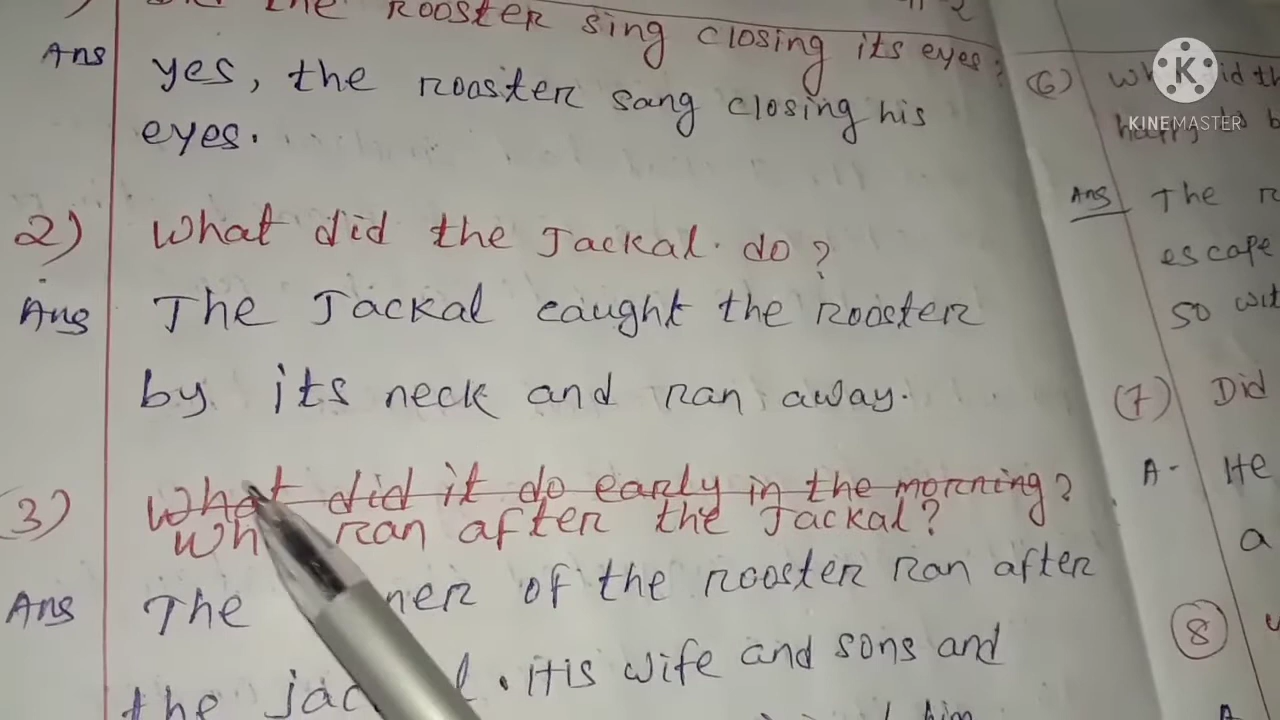 the Rooster sing closing its eyes?
Ans yes, the rooster sang closing his
eyes.
2) What did the Jackal do?
Ans The Jackal caught the rooster
by its neck and ran away.
(3) What did it do early in the morning?
ran after the Jackal?
Ans The of the rooster ran after
the His wife and sons and
him
(6)
Ans The
escape
so
(7) Did
A- He
a
8
KINEMASTER